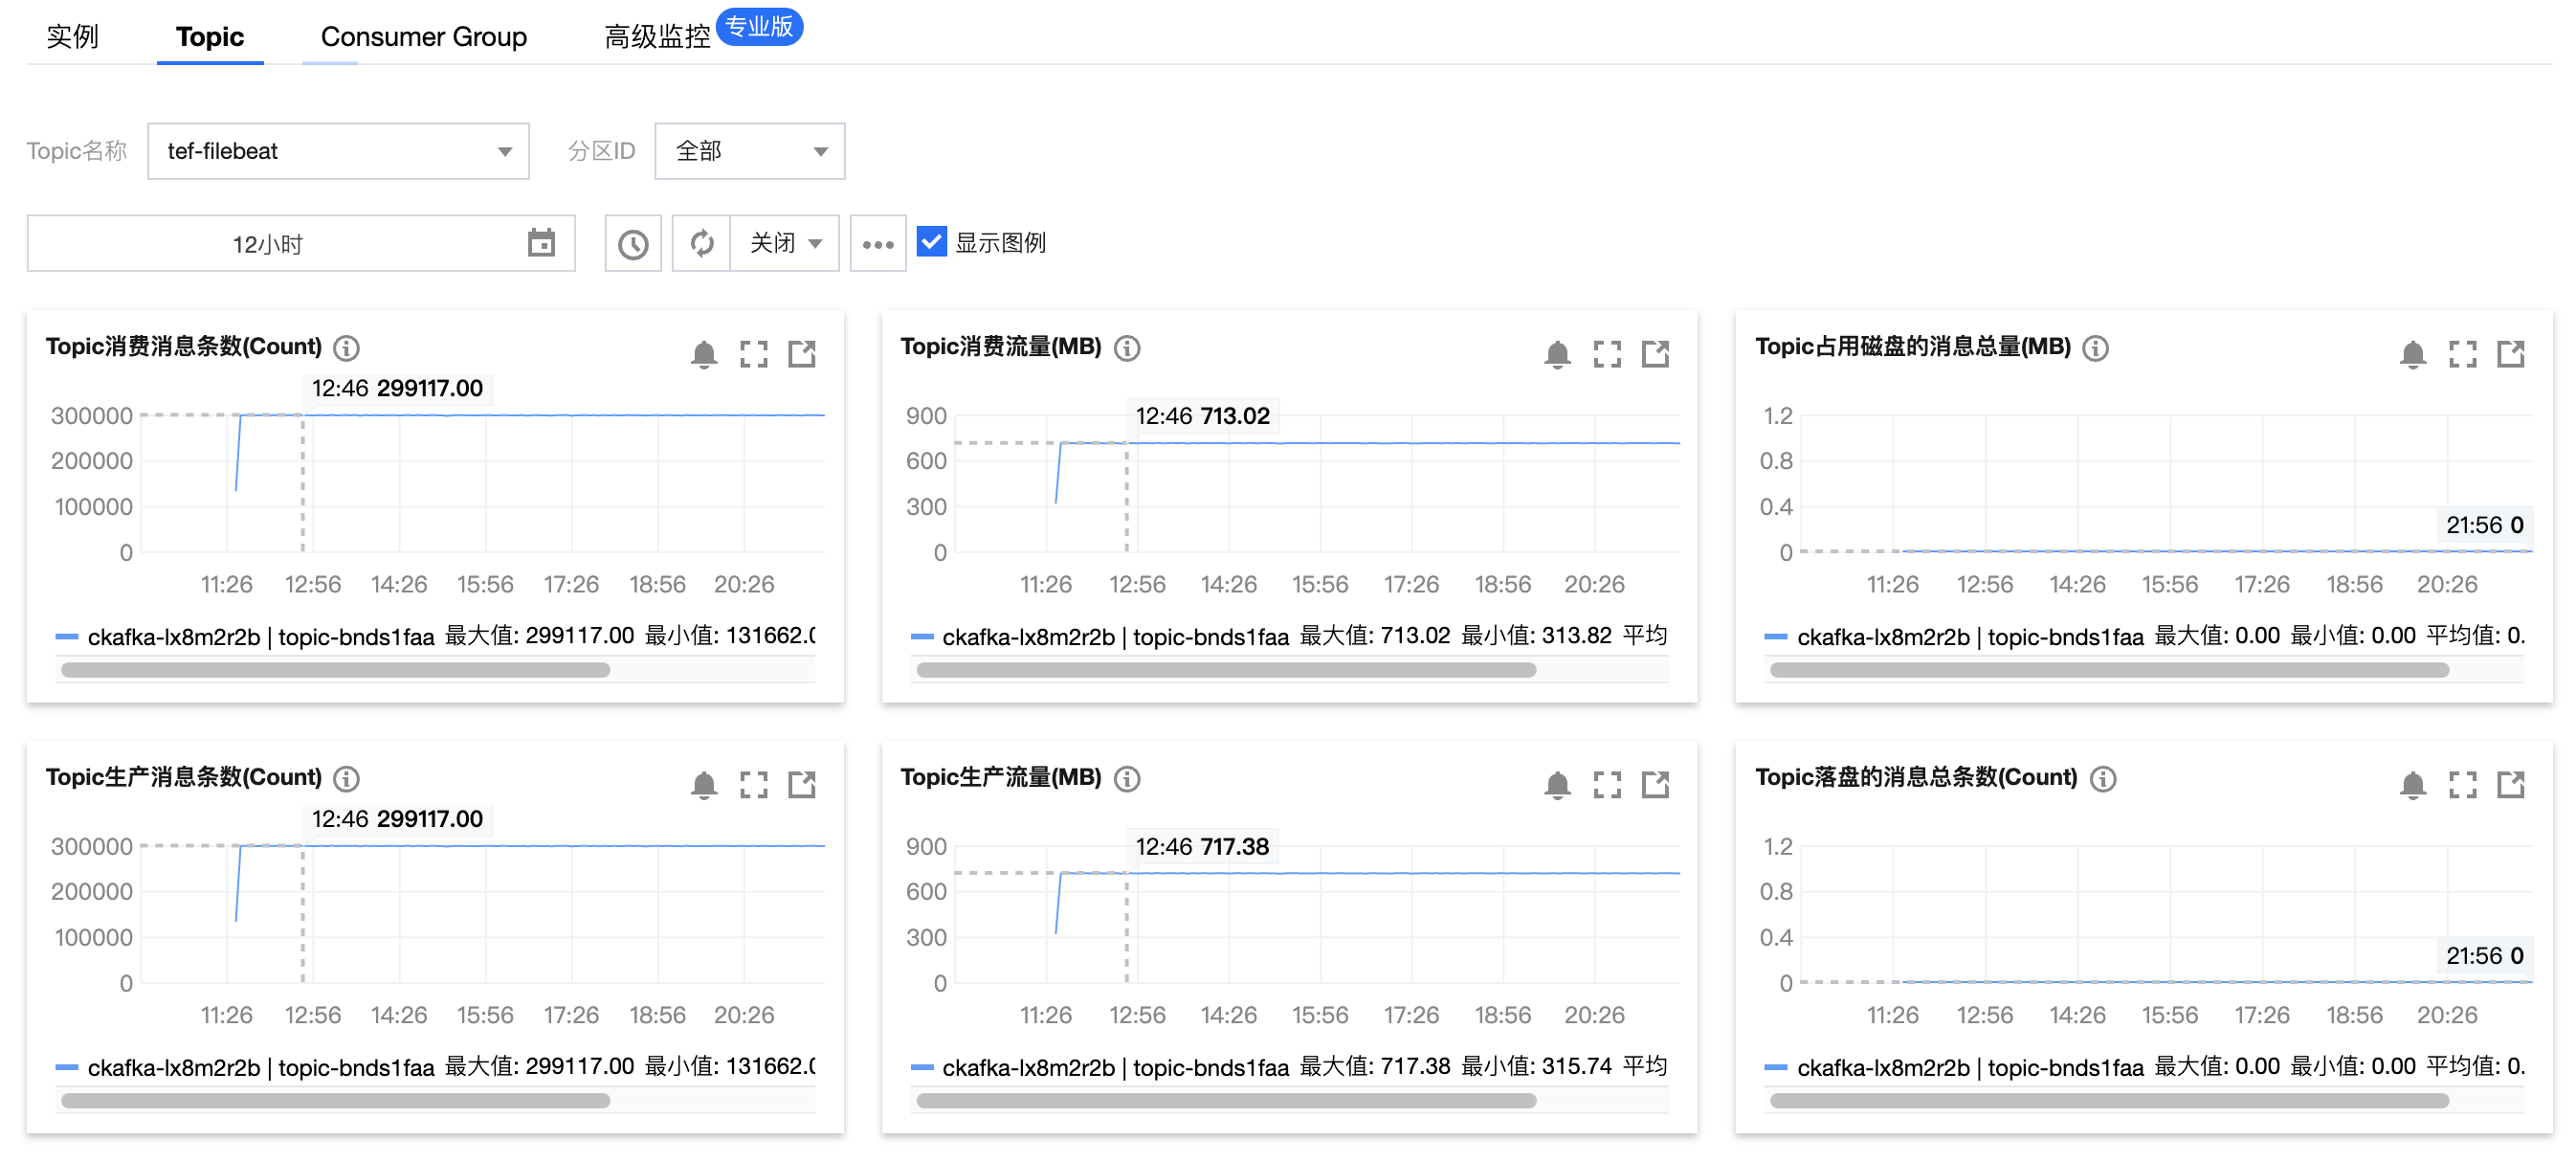 实例 Topic Consumer Group 高级监控 专业版
Topic名称 tef-filebeat 分区ID 全部
12小时 关闭 显示图例
Topic消费消息条数(Count)
12:46 299117.00
300000
200000
100000
0
11:26 12:56 14:26 15:56 17:26 18:56 20:26
ckafka-lx8m2r2b | topic-bnds1faa 最大值: 299117.00 最小值: 131662.0
Topic消费流量(MB)
12:46 713.02
900
600
300
0
11:26 12:56 14:26 15:56 17:26 18:56 20:26
ckafka-lx8m2r2b | topic-bnds1faa 最大值: 713.02 最小值: 313.82 平均
Topic占用磁盘的消息总量(MB)
1.2
0.8
0.4
21:56 0
0
11:26 12:56 14:26 15:56 17:26 18:56 20:26
ckafka-lx8m2r2b | topic-bnds1faa 最大值: 0.00 最小值: 0.00 平均值: 0.
Topic生产消息条数(Count)
12:46 299117.00
300000
200000
100000
0
11:26 12:56 14:26 15:56 17:26 18:56 20:26
ckafka-lx8m2r2b | topic-bnds1faa 最大值: 299117.00 最小值: 131662.0
Topic生产流量(MB)
12:46 717.38
900
600
300
0
11:26 12:56 14:26 15:56 17:26 18:56 20:26
ckafka-lx8m2r2b | topic-bnds1faa 最大值: 717.38 最小值: 315.74 平均
Topic落盘的消息总条数(Count)
1.2
0.8
0.4
21:56 0
0
11:26 12:56 14:26 15:56 17:26 18:56 20:26
ckafka-lx8m2r2b | topic-bnds1faa 最大值: 0.00 最小值: 0.00 平均值: 0.